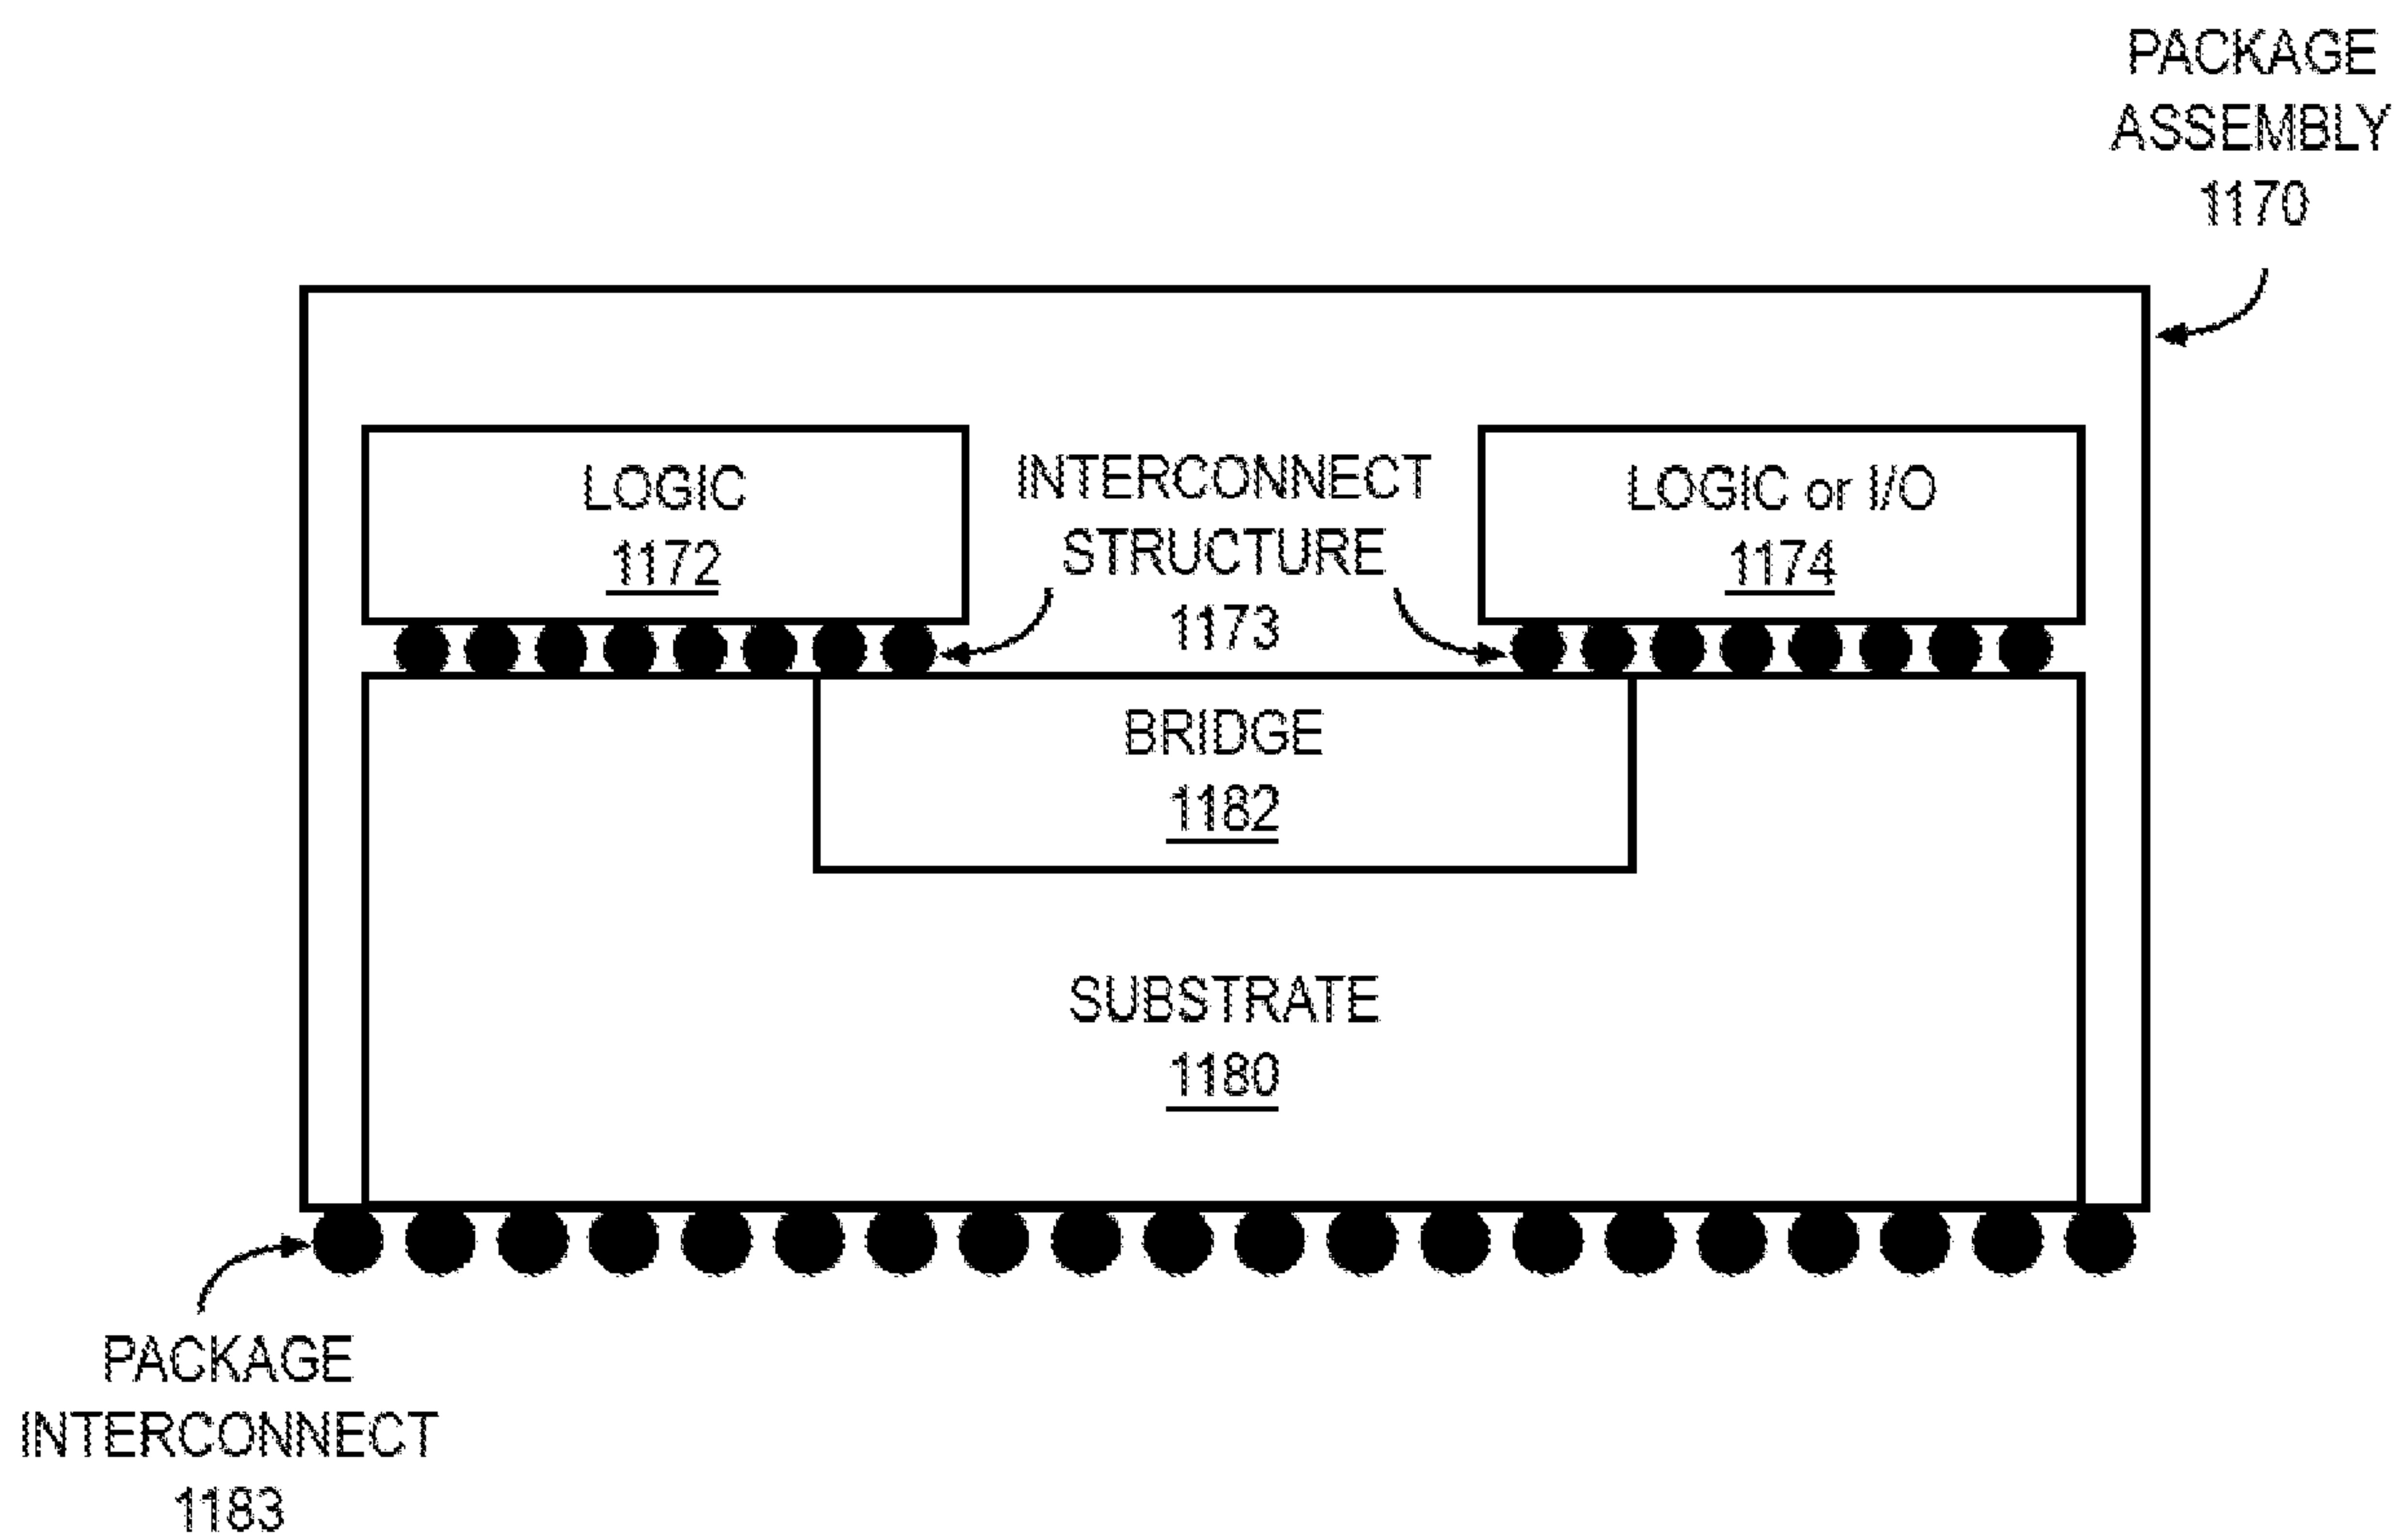 PACKAGE
ASSEMBLY
1170
LOGIC
1172
INTERCONNECT
STRUCTURE
1173
LOGIC or I/O
1174
BRIDGE
1182
SUBSTRATE
1180
PACKAGE
INTERCONNECT
1183